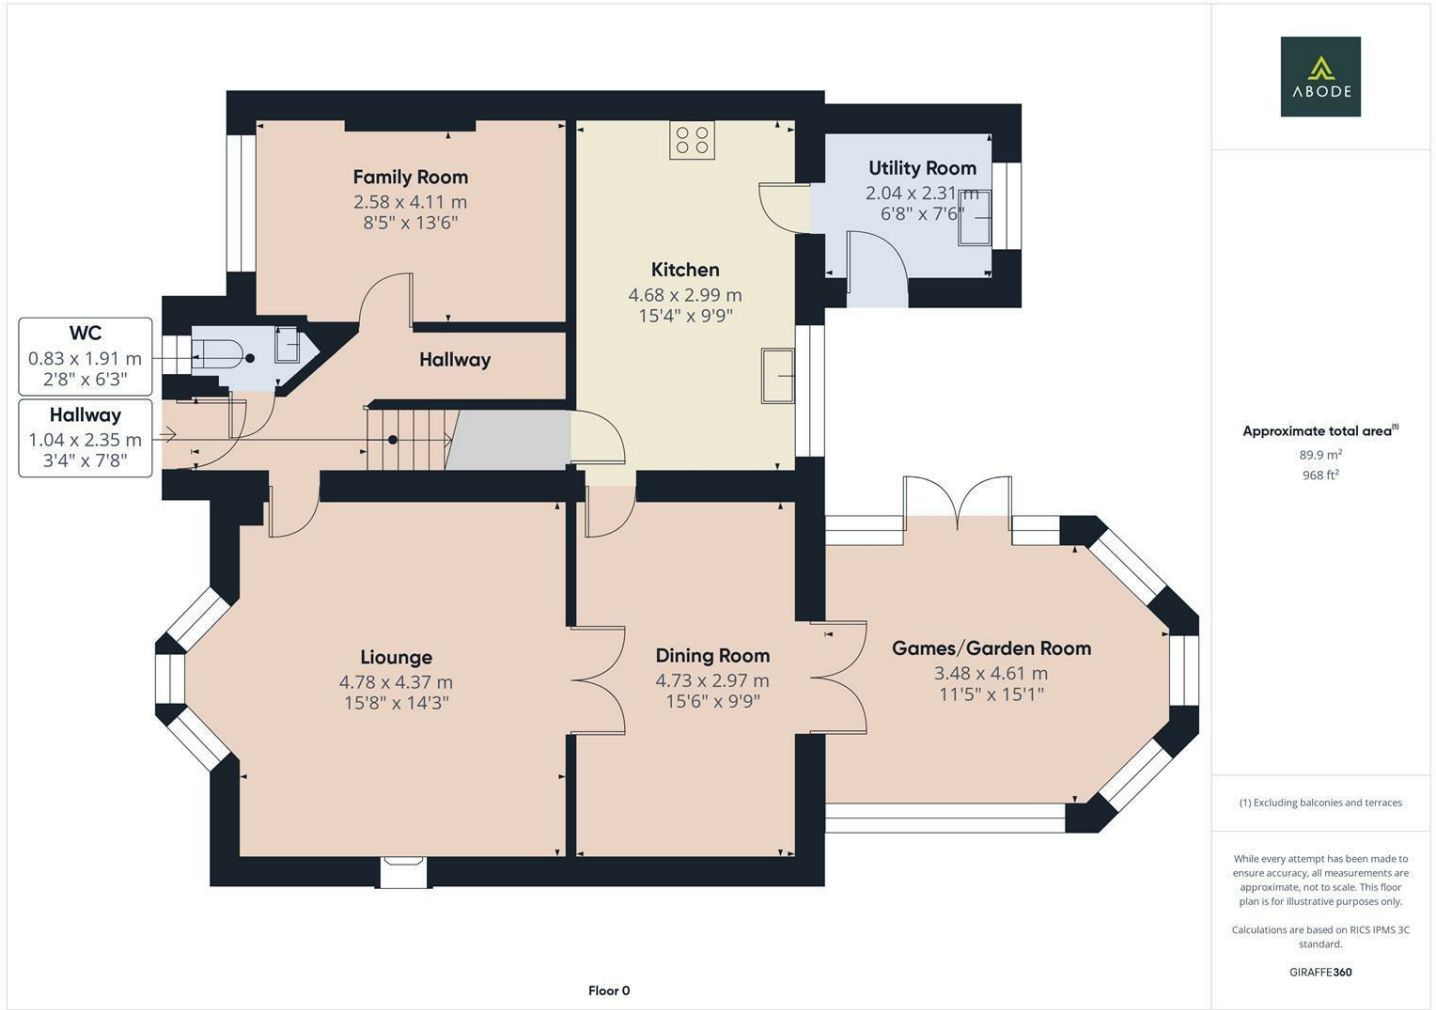 Family Room
2.58 x 4.11 m
8'5" x 13'6"
Kitchen
4.68 x 2.99 m
15'4" x 9'9"
Utility Room
2.04 x 2.31 m
6'8" x 7'6"
WC
0.83 x 1.91 m
2'8" x 6'3"
Hallway
Hallway
1.04 x 2.35 m
3'4" x 7'8"
Liounge
4.78 x 4.37 m
15'8" x 14'3"
Dining Room
4.73 x 2.97 m
15'6" x 9'9"
Games/Garden Room
3.48 x 4.61 m
11'5" x 15'1"
Floor 0
ABODE
Approximate total area(1)
89.9 m²
968 ft²
(1) Excluding balconies and terraces
While every attempt has been made to
ensure accuracy, all measurements are
approximate, not to scale. This floor
plan is for illustrative purposes only.
Calculations are based on RICS IPMS 3C
standard.
GIRAFFE360